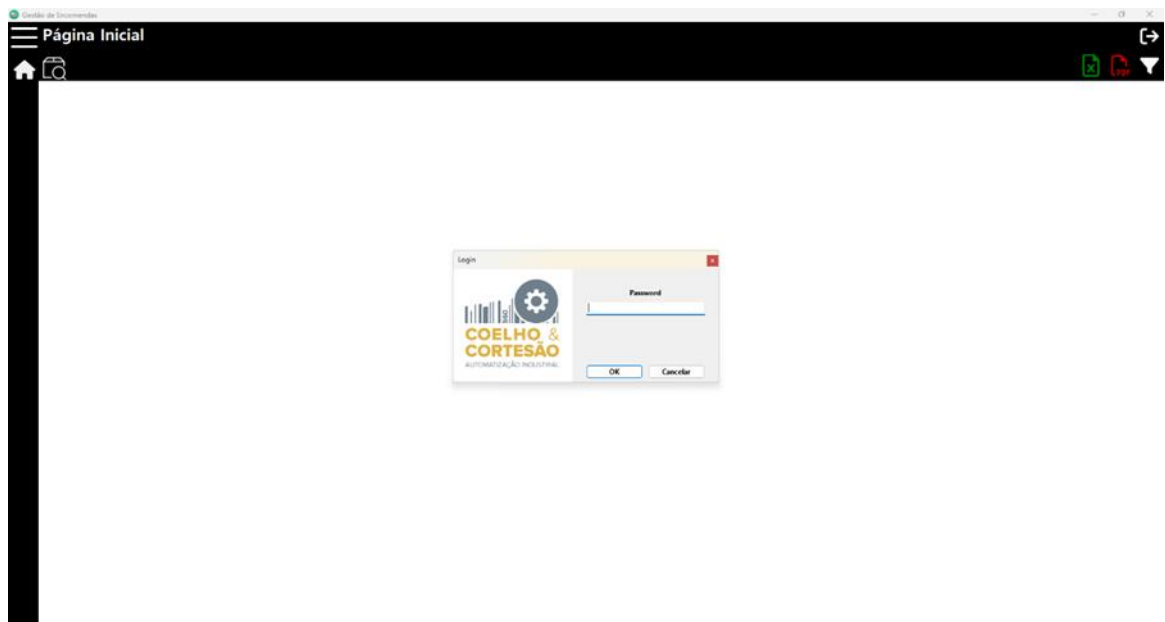 Gestão de Encomendas
Página Inicial
Login
Password
COELHO &
CORTESÃO
AUTOMATIZAÇÃO INDUSTRIAL
OK
Cancelar